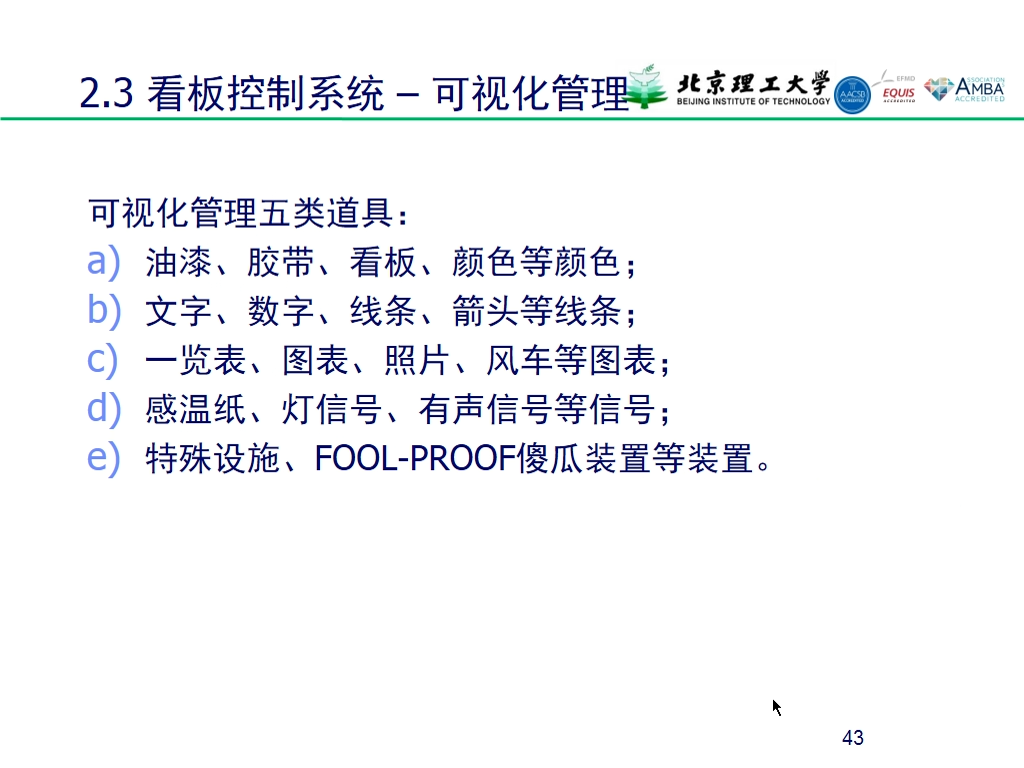 2.3 看板控制系统 – 可视化管理
北京理工大学
BEIJING INSTITUTE OF TECHNOLOGY
AACSB
ACCREDITED
EFMD
EQUIS
ACCREDITED
ASSOCIATION
AMBA
ACCREDITED
可视化管理五类道具：
a) 油漆、胶带、看板、颜色等颜色；
b) 文字、数字、线条、箭头等线条；
c) 一览表、图表、照片、风车等图表；
d) 感温纸、灯信号、有声信号等信号；
e) 特殊设施、FOOL-PROOF傻瓜装置等装置。
43